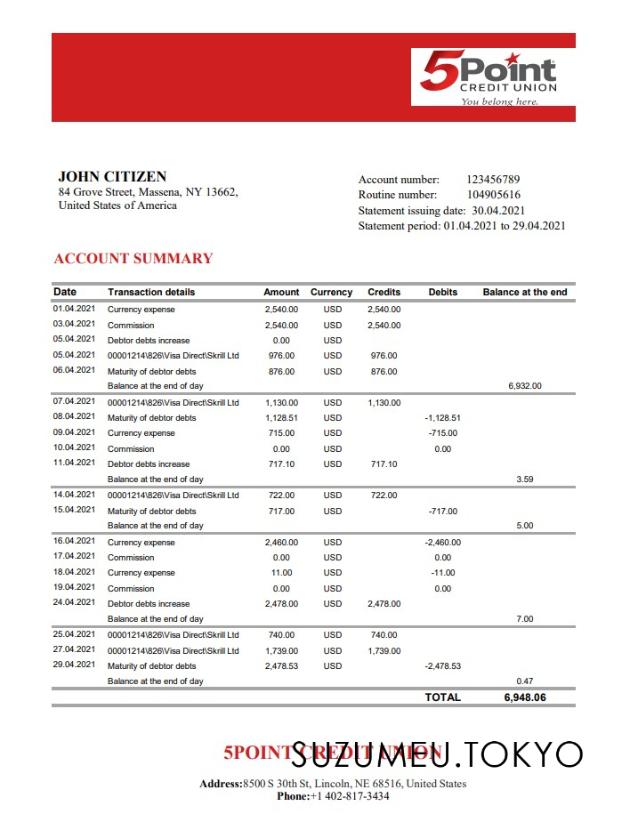 5Point
CREDIT UNION
You belong here.
JOHN CITIZEN
84 Grove Street, Massena, NY 13662,
United States of America
Account number: 123456789
Routine number: 104905616
Statement issuing date: 30.04.2021
Statement period: 01.04.2021 to 29.04.2021
ACCOUNT SUMMARY
Date Transaction details Amount Currency Credits Debits Balance at the end
01.04.2021 Currency expense 2,540.00 USD 2,540.00
03.04.2021 Commission 2,540.00 USD 2,540.00
05.04.2021 Debtor debts increase 0.00 USD
05.04.2021 00001214\826\Visa Direct\Skrill Ltd 976.00 USD 976.00
06.04.2021 Maturity of debtor debts 876.00 USD 876.00
Balance at the end of day 6,932.00
07.04.2021 00001214\826\Visa Direct\Skrill Ltd 1,130.00 USD 1,130.00
08.04.2021 Maturity of debtor debts 1,128.51 USD -1,128.51
09.04.2021 Currency expense 715.00 USD -715.00
10.04.2021 Commission 0.00 USD 0.00
11.04.2021 Debtor debts increase 717.10 USD 717.10
Balance at the end of day 3.59
14.04.2021 00001214\826\Visa Direct\Skrill Ltd 722.00 USD 722.00
15.04.2021 Maturity of debtor debts 717.00 USD -717.00
Balance at the end of day 5.00
16.04.2021 Currency expense 2,460.00 USD -2,460.00
17.04.2021 Commission 0.00 USD 0.00
18.04.2021 Currency expense 11.00 USD -11.00
19.04.2021 Commission 0.00 USD 0.00
24.04.2021 Debtor debts increase 2,478.00 USD 2,478.00
Balance at the end of day 7.00
25.04.2021 00001214\826\Visa Direct\Skrill Ltd 740.00 USD 740.00
27.04.2021 00001214\826\Visa Direct\Skrill Ltd 1,739.00 USD 1,739.00
29.04.2021 Maturity of debtor debts 2,478.53 USD -2,478.53
Balance at the end of day 0.47
TOTAL 6,948.06
5POINT CREDIT UNION
SUZUMEU.TOKYO
Address:8500 S 30th St, Lincoln, NE 68516, United States
Phone:+1 402-817-3434